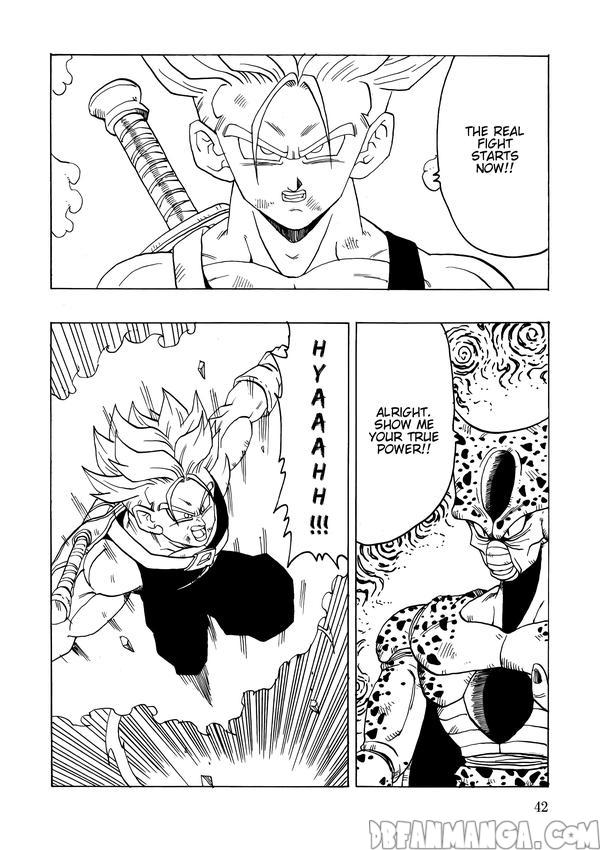 THE REAL
FIGHT
STARTS
NOW!!
ALRIGHT.
SHOW ME
YOUR TRUE
POWER!!
HYAAAHH!!!
42
DBFANMANGA.COM